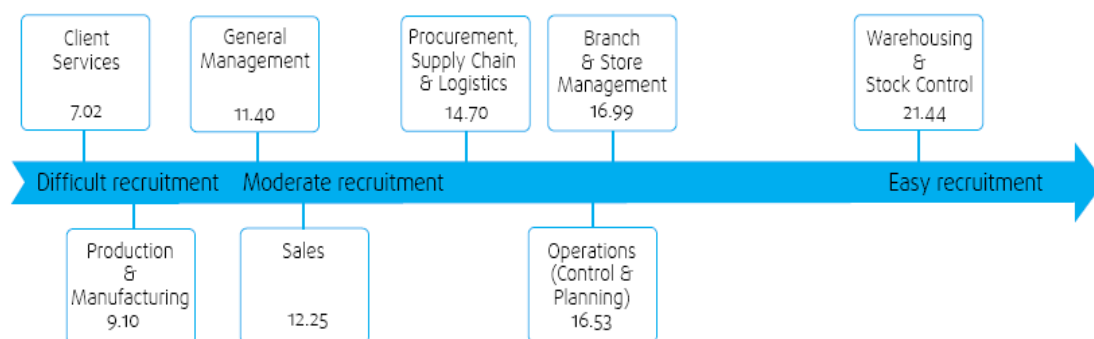 Client
Services
7.02
General
Management
11.40
Procurement,
Supply Chain
& Logistics
14.70
Branch
& Store
Management
16.99
Warehousing
&
Stock Control
21.44
Difficult recruitment
Moderate recruitment
Easy recruitment
Production
&
Manufacturing
9.10
Sales
12.25
Operations
(Control &
Planning)
16.53